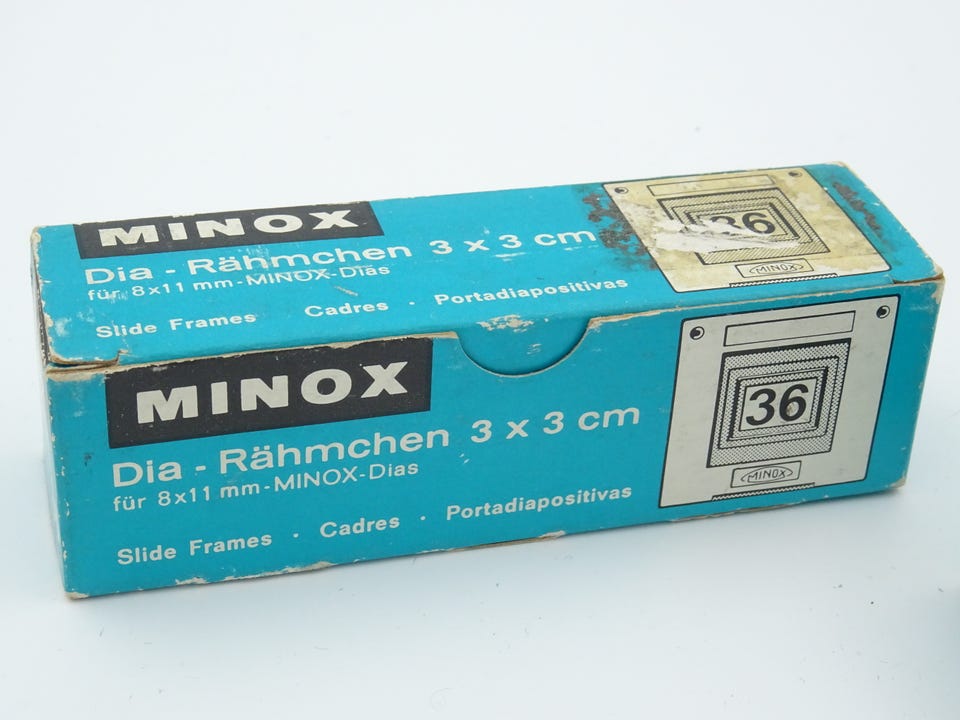 MINOX
Dia - Rähmchen 3 x 3 cm
für 8x11 mm-MINOX-Dias
Slide Frames Cadres · Portadiapositivas
36
MINOX
MINOX
Dia - Rähmchen 3 x 3 cm
für 8x11 mm-MINOX-Dias
Slide Frames · Cadres · Portadiapositivas
36
MINOX